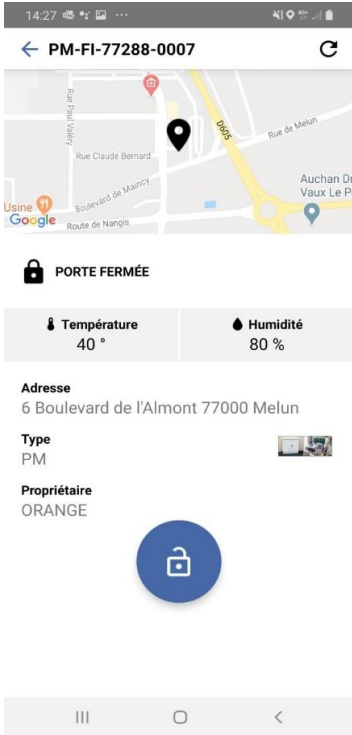 14:27
PM-FI-77288-0007
Rue Paul Valéry
D605
Rue de Melun
Rue Claude Bernard
Auchan Dr
Vaux Le P
Boulevard de Maincy
Usine
Google
Route de Nangis
PORTE FERMÉE
Température
40 °
Humidité
80 %
Adresse
6 Boulevard de l'Almont 77000 Melun
Type
PM
Propriétaire
ORANGE